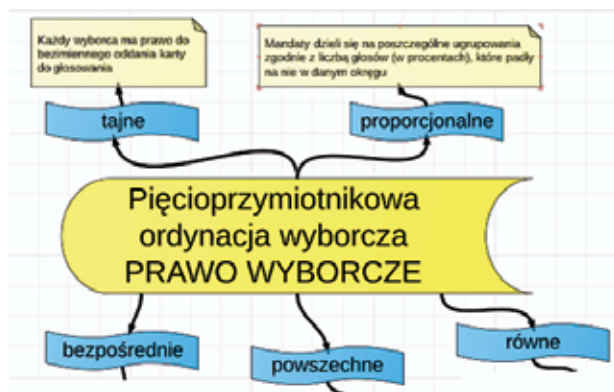 Każdy wyborca ma prawo do
bezimiennego oddania karty
do głosowania
Mandaty dzieli się na poszczególne ugrupowania
zgodnie z liczbą głosów (w procentach), które padły
na nie w danym okręgu
tajne
proporcjonalne
Pięcioprzymiotnikowa
ordynacja wyborcza
PRAWO WYBORCZE
bezpośrednie
powszechne
równe